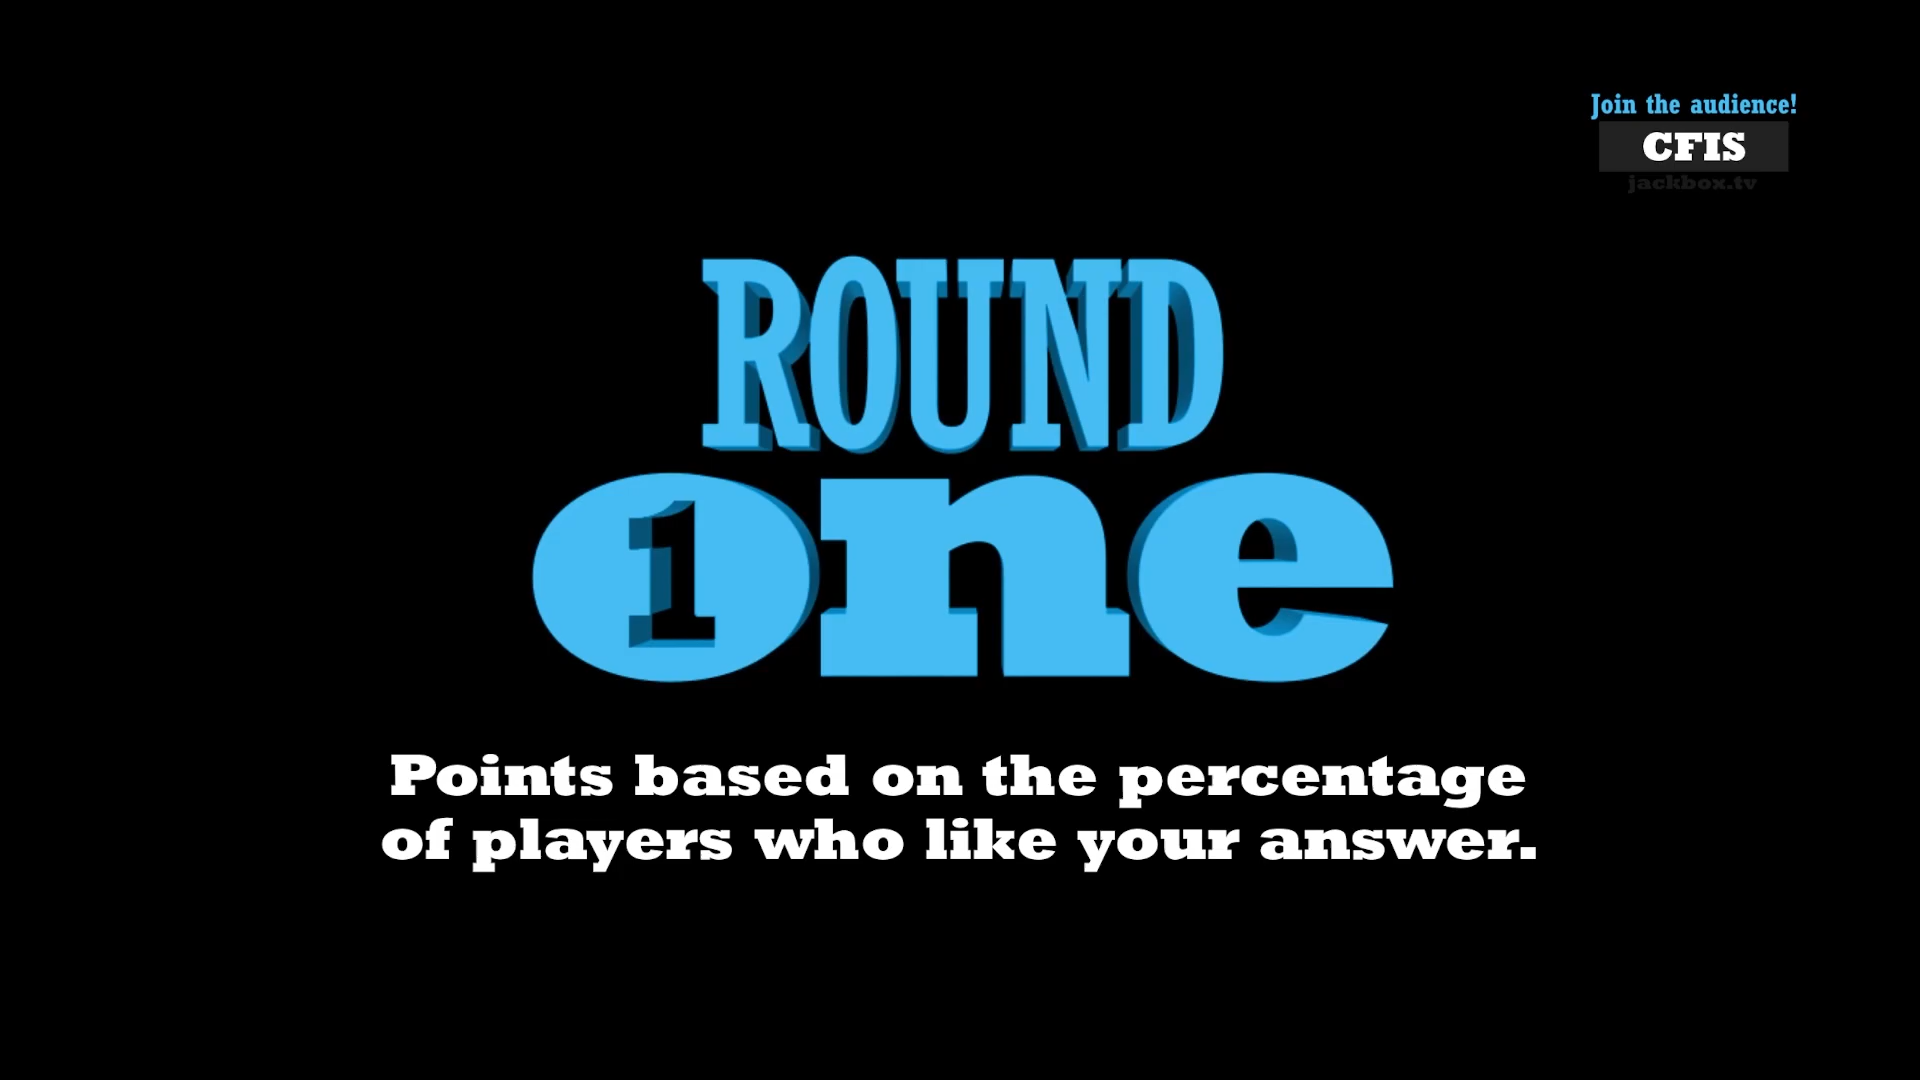 Join the audience!
CFIS
jackbox.tv
ROUND
One
Points based on the percentage
of players who like your answer.